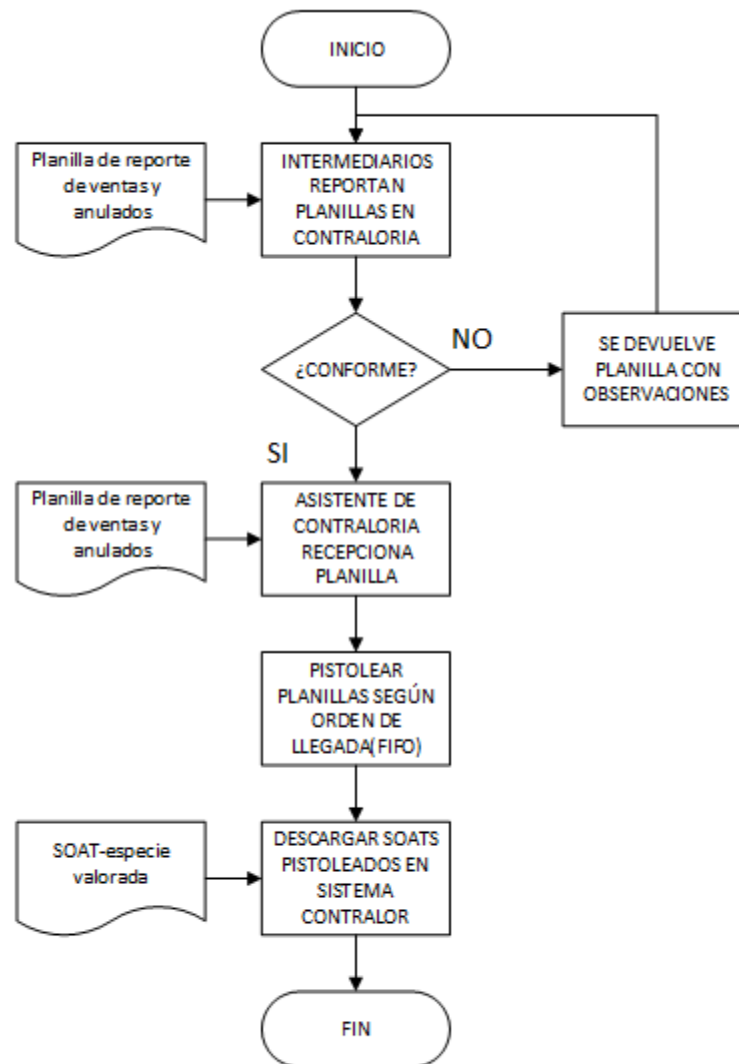 INICIO
Planilla de reporte
de ventas y
anulados
INTERMEDIARIOS
REPORTAN
PLANILLAS EN
CONTRALORIA
¿CONFORME?
NO
SE DEVUELVE
PLANILLA CON
OBSERVACIONES
SI
Planilla de reporte
de ventas y
anulados
ASISTENTE DE
CONTRALORIA
RECEPCIONA
PLANILLA
PISTOLEAR
PLANILLAS SEGÚN
ORDEN DE
LLEGADA(FIFO)
SOAT-especie
valorada
DESCARGAR SOATS
PISTOLEADOS EN
SISTEMA
CONTRALOR
FIN